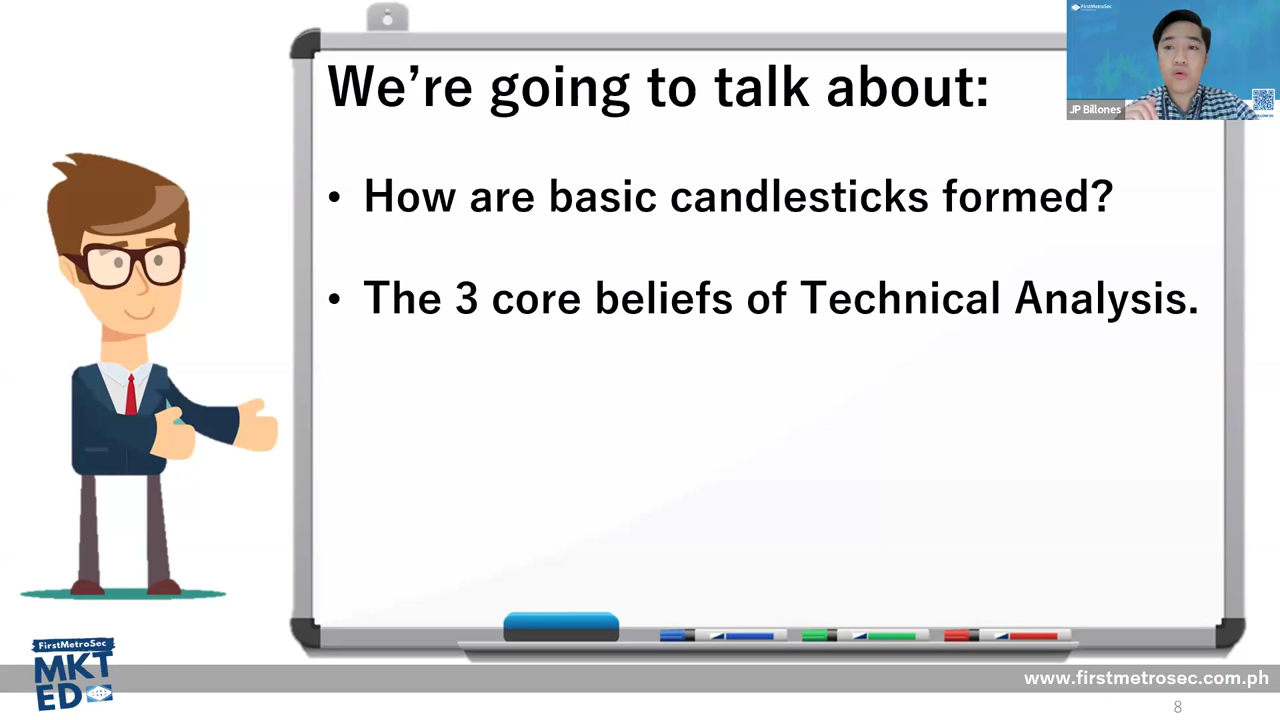 FirstMetroSec
We're going to talk about:
JP Billones
• How are basic candlesticks formed?
• The 3 core beliefs of Technical Analysis.
FirstMetroSec
MKT
ED
www.firstmetrosec.com.ph
8